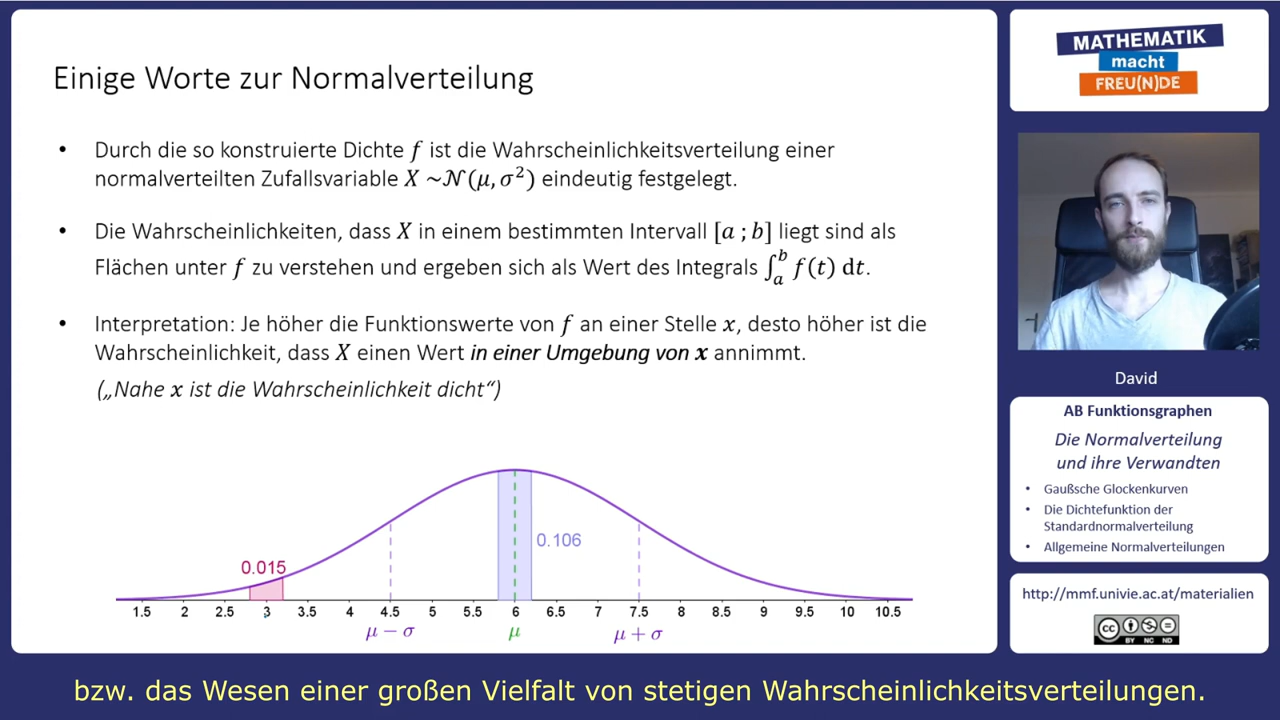 Einige Worte zur Normalverteilung
• Durch die so konstruierte Dichte f ist die Wahrscheinlichkeitsverteilung einer
normalverteilten Zufallsvariable X ~𝒩(μ, σ²) eindeutig festgelegt.
• Die Wahrscheinlichkeiten, dass X in einem bestimmten Intervall [a ; b] liegt sind als
Flächen unter f zu verstehen und ergeben sich als Wert des Integrals ∫ₐᵇ f(t) dt.
• Interpretation: Je höher die Funktionswerte von f an einer Stelle x, desto höher ist die
Wahrscheinlichkeit, dass X einen Wert in einer Umgebung von x annimmt.
(„Nahe x ist die Wahrscheinlichkeit dicht“)
0.015
0.106
1.5 2 2.5 3 3.5 4 4.5 5 5.5 6 6.5 7 7.5 8 8.5 9 9.5 10 10.5
μ − σ μ μ + σ
MATHEMATIK
macht
FREU(N)DE
David
AB Funktionsgraphen
Die Normalverteilung
und ihre Verwandten
• Gaußsche Glockenkurven
• Die Dichtefunktion der
Standardnormalverteilung
• Allgemeine Normalverteilungen
http://mmf.univie.ac.at/materialien
CC BY NC ND
bzw. das Wesen einer großen Vielfalt von stetigen Wahrscheinlichkeitsverteilungen.